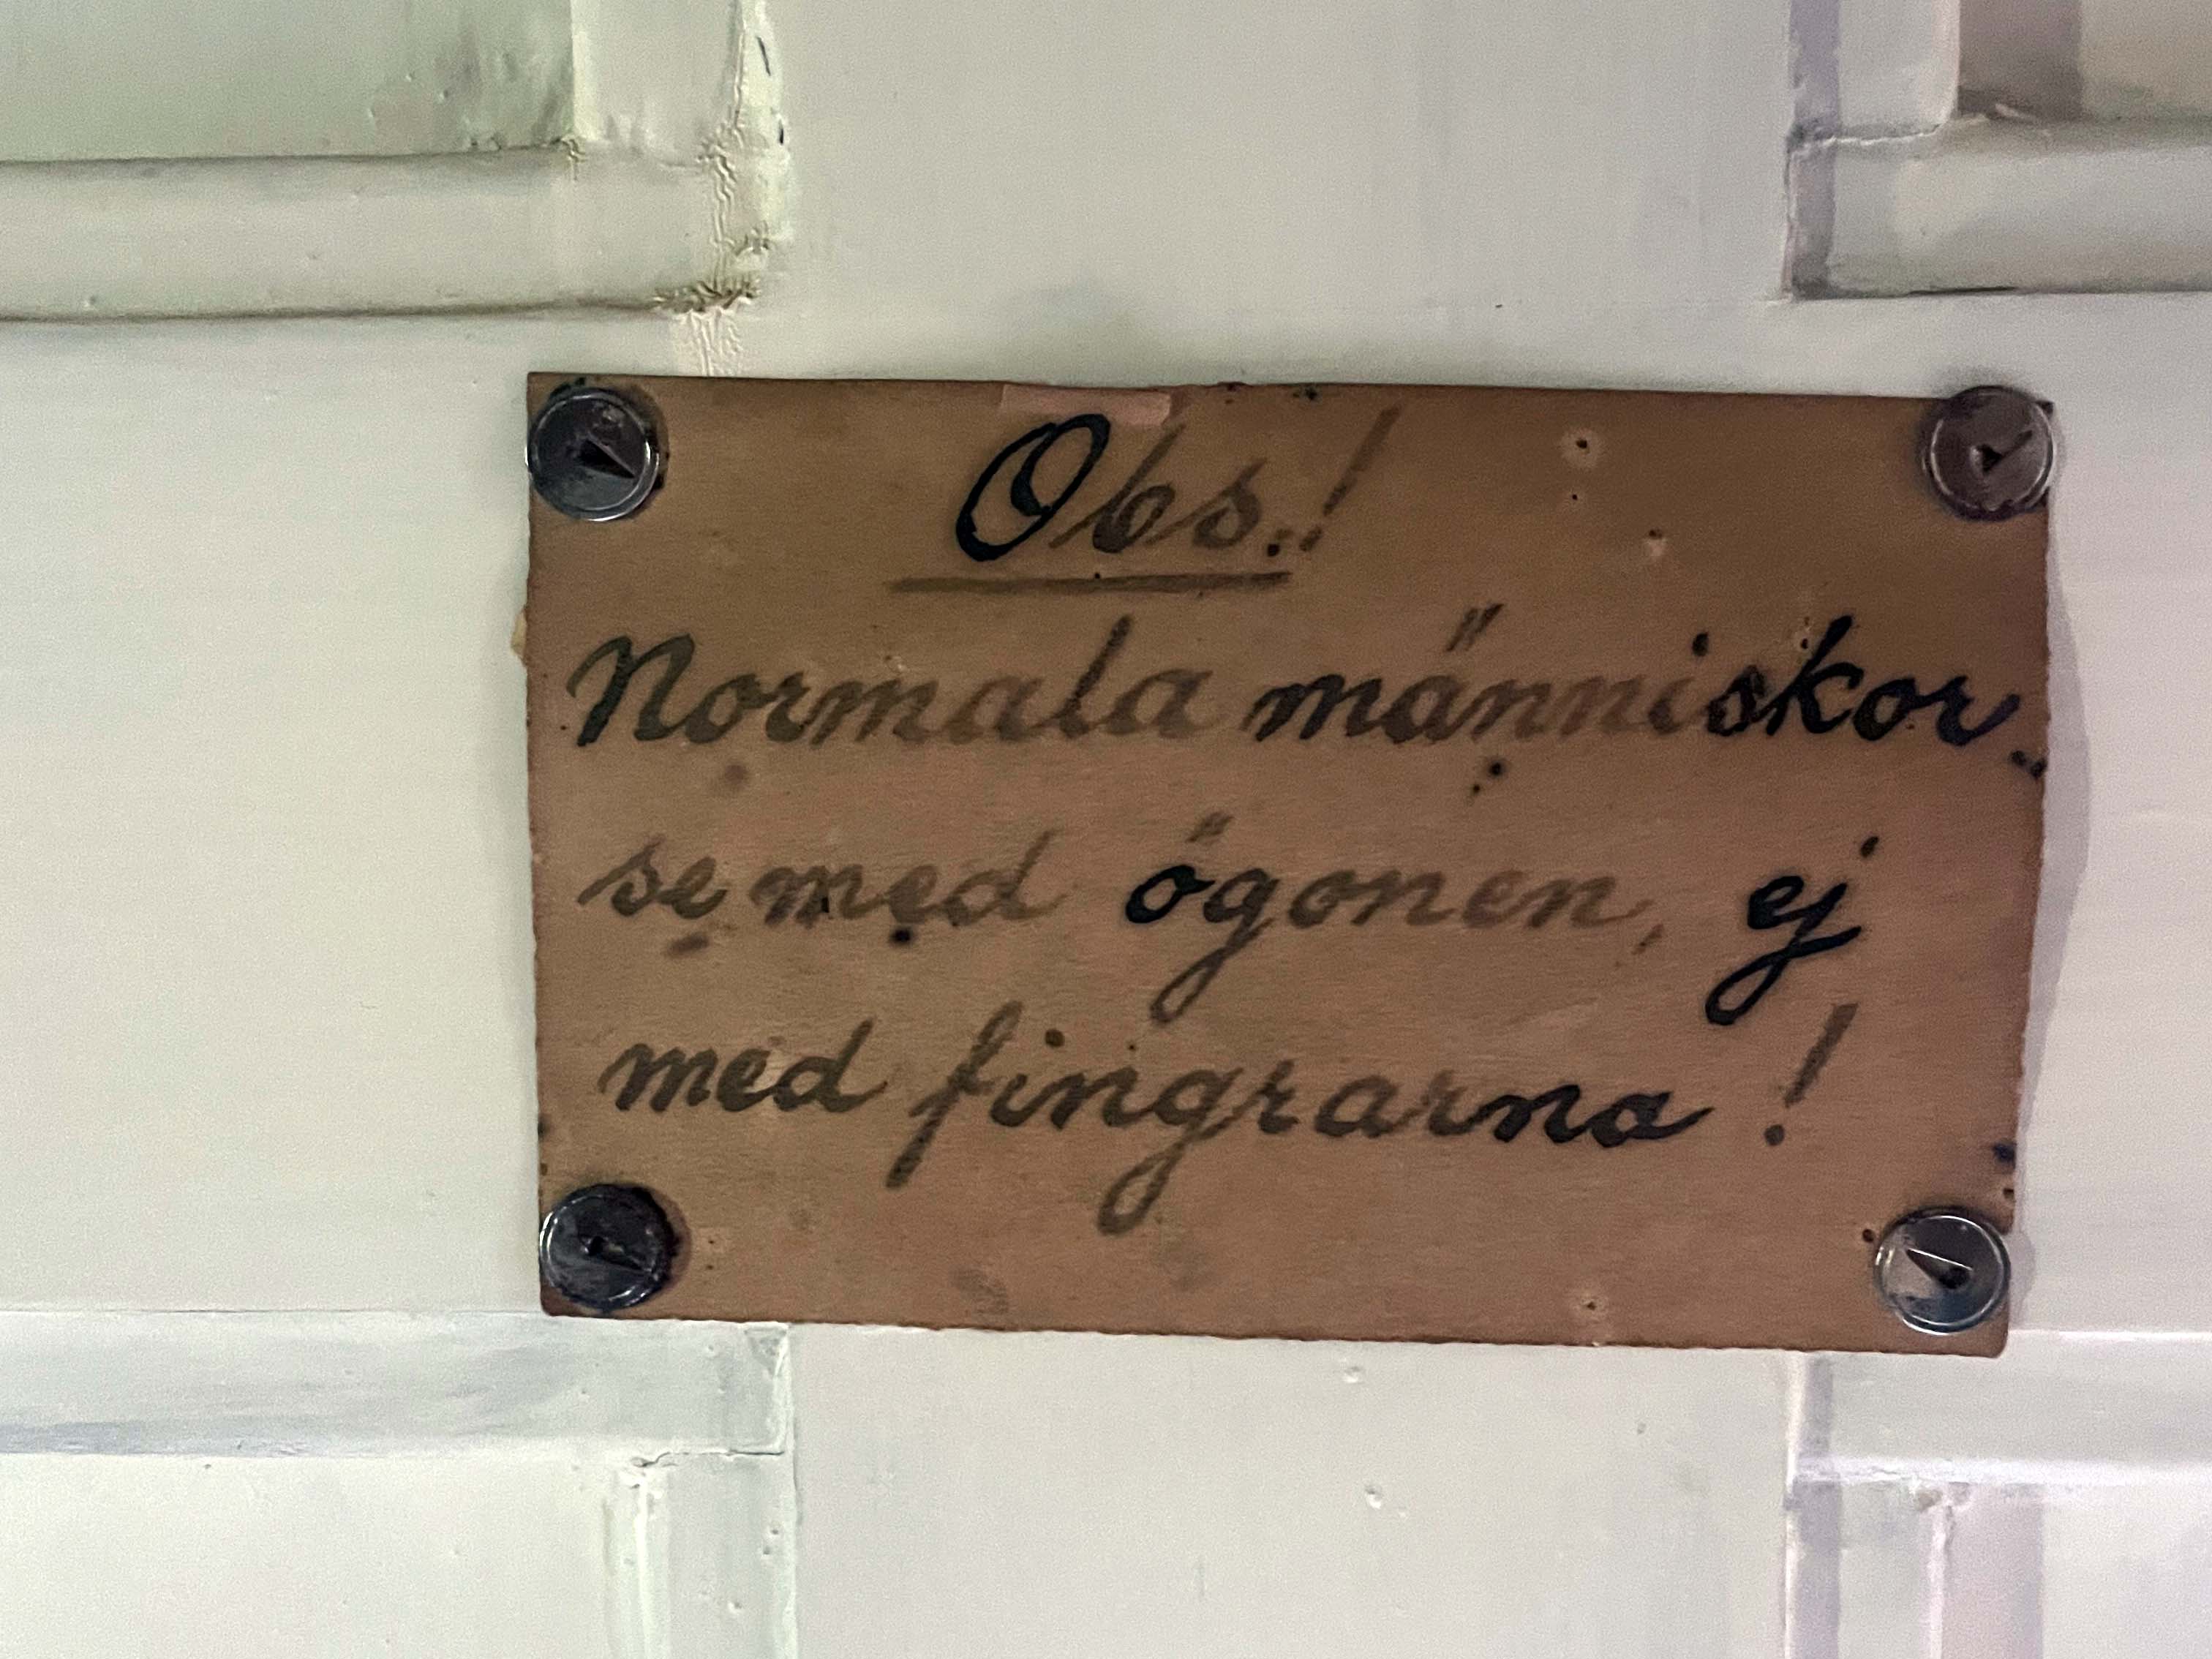 Obs.!
Normala människor
se med ögonen, ej
med fingrarna!